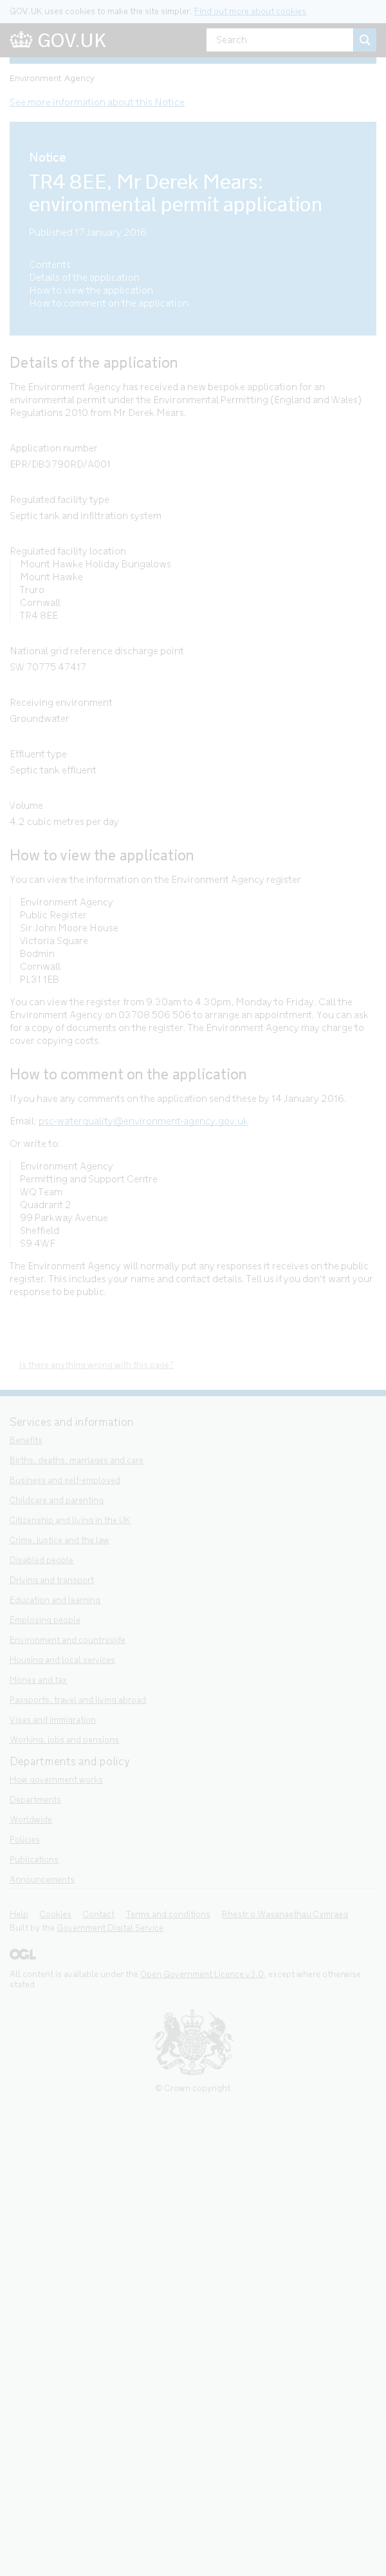 GOV.UK uses cookies to make the site simpler. Find out more about cookies
GOV.UK
Search
Environment Agency
See more information about this Notice
Notice
TR4 8EE, Mr Derek Mears:
environmental permit application
Published 17 January 2016
Contents
Details of the application
How to view the application
How to comment on the application
Details of the application
The Environment Agency has received a new bespoke application for an
environmental permit under the Environmental Permitting (England and Wales)
Regulations 2010 from Mr Derek Mears.
Application number
EPR/DB3790RD/A001
Regulated facility type
Septic tank and infiltration system
Regulated facility location
Mount Hawke Holiday Bungalows
Mount Hawke
Truro
Cornwall
TR4 8EE
National grid reference discharge point
SW 70775 47417
Receiving environment
Groundwater
Effluent type
Septic tank effluent
Volume
4.2 cubic metres per day
How to view the application
You can view the information on the Environment Agency register
Environment Agency
Public Register
Sir John Moore House
Victoria Square
Bodmin
Cornwall
PL31 1EB
You can view the register from 9.30am to 4.30pm, Monday to Friday. Call the
Environment Agency on 03708 506 506 to arrange an appointment. You can ask
for a copy of documents on the register. The Environment Agency may charge to
cover copying costs.
How to comment on the application
If you have any comments on the application send these by 14 January 2016.
Email: psc-waterquality@environment-agency.gov.uk
Or write to:
Environment Agency
Permitting and Support Centre
WQ Team
Quadrant 2
99 Parkway Avenue
Sheffield
S9 4WF
The Environment Agency will normally put any responses it receives on the public
register. This includes your name and contact details. Tell us if you don't want your
response to be public.
Is there anything wrong with this page?
Services and information
Benefits
Births, deaths, marriages and care
Business and self-employed
Childcare and parenting
Citizenship and living in the UK
Crime, justice and the law
Disabled people
Driving and transport
Education and learning
Employing people
Environment and countryside
Housing and local services
Money and tax
Passports, travel and living abroad
Visas and immigration
Working, jobs and pensions
Departments and policy
How government works
Departments
Worldwide
Policies
Publications
Announcements
Help Cookies Contact Terms and conditions Rhestr o Wasanaethau Cymraeg
Built by the Government Digital Service
OGL
All content is available under the Open Government Licence v3.0, except where otherwise
stated
© Crown copyright